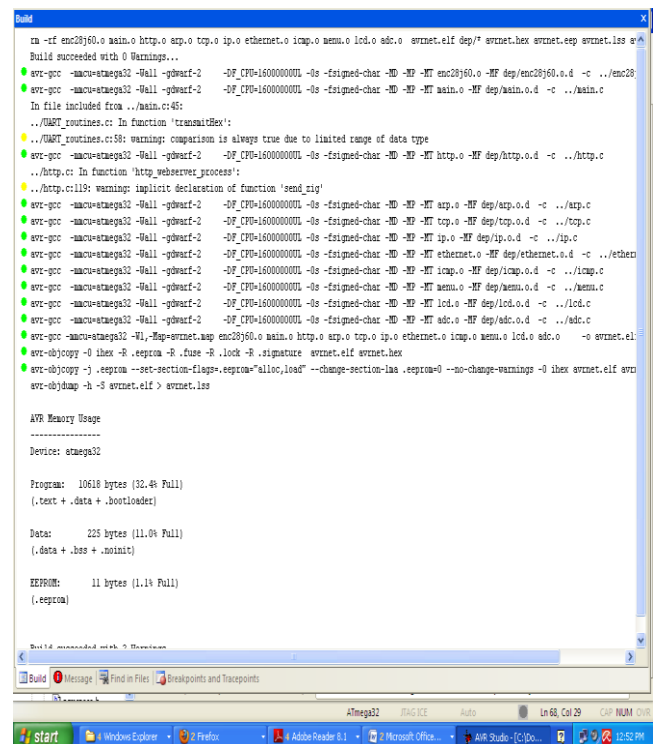 Build X
rm -rf enc28j60.o main.o http.o arp.o tcp.o ip.o ethernet.o icmp.o menu.o lcd.o adc.o avrnet.elf dep/* avrnet.hex avrnet.eep avrnet.lss
Build succeeded with 0 Warnings...
avr-gcc -mmcu=atmega32 -Wall -gdwarf-2 -DF_CPU=16000000UL -Os -fsigned-char -MD -MP -MT enc28j60.o -MF dep/enc28j60.o.d -c ../enc28j
avr-gcc -mmcu=atmega32 -Wall -gdwarf-2 -DF_CPU=16000000UL -Os -fsigned-char -MD -MP -MT main.o -MF dep/main.o.d -c ../main.c
In file included from ../main.c:45:
../UART_routines.c: In function 'transmitHex':
../UART_routines.c:58: warning: comparison is always true due to limited range of data type
avr-gcc -mmcu=atmega32 -Wall -gdwarf-2 -DF_CPU=16000000UL -Os -fsigned-char -MD -MP -MT http.o -MF dep/http.o.d -c ../http.c
../http.c: In function 'http_webserver_process':
../http.c:119: warning: implicit declaration of function 'send_zig'
avr-gcc -mmcu=atmega32 -Wall -gdwarf-2 -DF_CPU=16000000UL -Os -fsigned-char -MD -MP -MT arp.o -MF dep/arp.o.d -c ../arp.c
avr-gcc -mmcu=atmega32 -Wall -gdwarf-2 -DF_CPU=16000000UL -Os -fsigned-char -MD -MP -MT tcp.o -MF dep/tcp.o.d -c ../tcp.c
avr-gcc -mmcu=atmega32 -Wall -gdwarf-2 -DF_CPU=16000000UL -Os -fsigned-char -MD -MP -MT ip.o -MF dep/ip.o.d -c ../ip.c
avr-gcc -mmcu=atmega32 -Wall -gdwarf-2 -DF_CPU=16000000UL -Os -fsigned-char -MD -MP -MT ethernet.o -MF dep/ethernet.o.d -c ../ethern
avr-gcc -mmcu=atmega32 -Wall -gdwarf-2 -DF_CPU=16000000UL -Os -fsigned-char -MD -MP -MT icmp.o -MF dep/icmp.o.d -c ../icmp.c
avr-gcc -mmcu=atmega32 -Wall -gdwarf-2 -DF_CPU=16000000UL -Os -fsigned-char -MD -MP -MT menu.o -MF dep/menu.o.d -c ../menu.c
avr-gcc -mmcu=atmega32 -Wall -gdwarf-2 -DF_CPU=16000000UL -Os -fsigned-char -MD -MP -MT lcd.o -MF dep/lcd.o.d -c ../lcd.c
avr-gcc -mmcu=atmega32 -Wall -gdwarf-2 -DF_CPU=16000000UL -Os -fsigned-char -MD -MP -MT adc.o -MF dep/adc.o.d -c ../adc.c
avr-gcc -mmcu=atmega32 -Wl,-Map=avrnet.map enc28j60.o main.o http.o arp.o tcp.o ip.o ethernet.o icmp.o menu.o lcd.o adc.o -o avrnet.el
avr-objcopy -O ihex -R .eeprom -R .fuse -R .lock -R .signature avrnet.elf avrnet.hex
avr-objcopy -j .eeprom --set-section-flags=.eeprom="alloc,load" --change-section-lma .eeprom=0 --no-change-warnings -O ihex avrnet.elf avrn
avr-objdump -h -S avrnet.elf > avrnet.lss
AVR Memory Usage
----------------
Device: atmega32
Program: 10618 bytes (32.4% Full)
(.text + .data + .bootloader)
Data: 225 bytes (11.0% Full)
(.data + .bss + .noinit)
EEPROM: 11 bytes (1.1% Full)
(.eeprom)
Build succeeded with 2 Warnings
Build Message Find in Files Breakpoints and Tracepoints
ATmega32 JTAG ICE Auto Ln 68, Col 29 CAP NUM OVR
start 4 Windows Explorer 2 Firefox 4 Adobe Reader 8.1 2 Microsoft Office... AVR Studio - [C:\Do... 12:52 PM